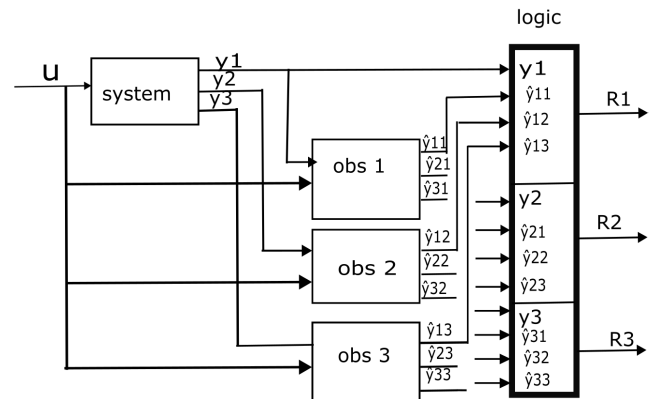 logic
u
system
y1
y2
y3
obs 1
ŷ11
ŷ21
ŷ31
obs 2
ŷ12
ŷ22
ŷ32
obs 3
ŷ13
ŷ23
ŷ33
y1
ŷ11
ŷ12
ŷ13
y2
ŷ21
ŷ22
ŷ23
y3
ŷ31
ŷ32
ŷ33
R1
R2
R3